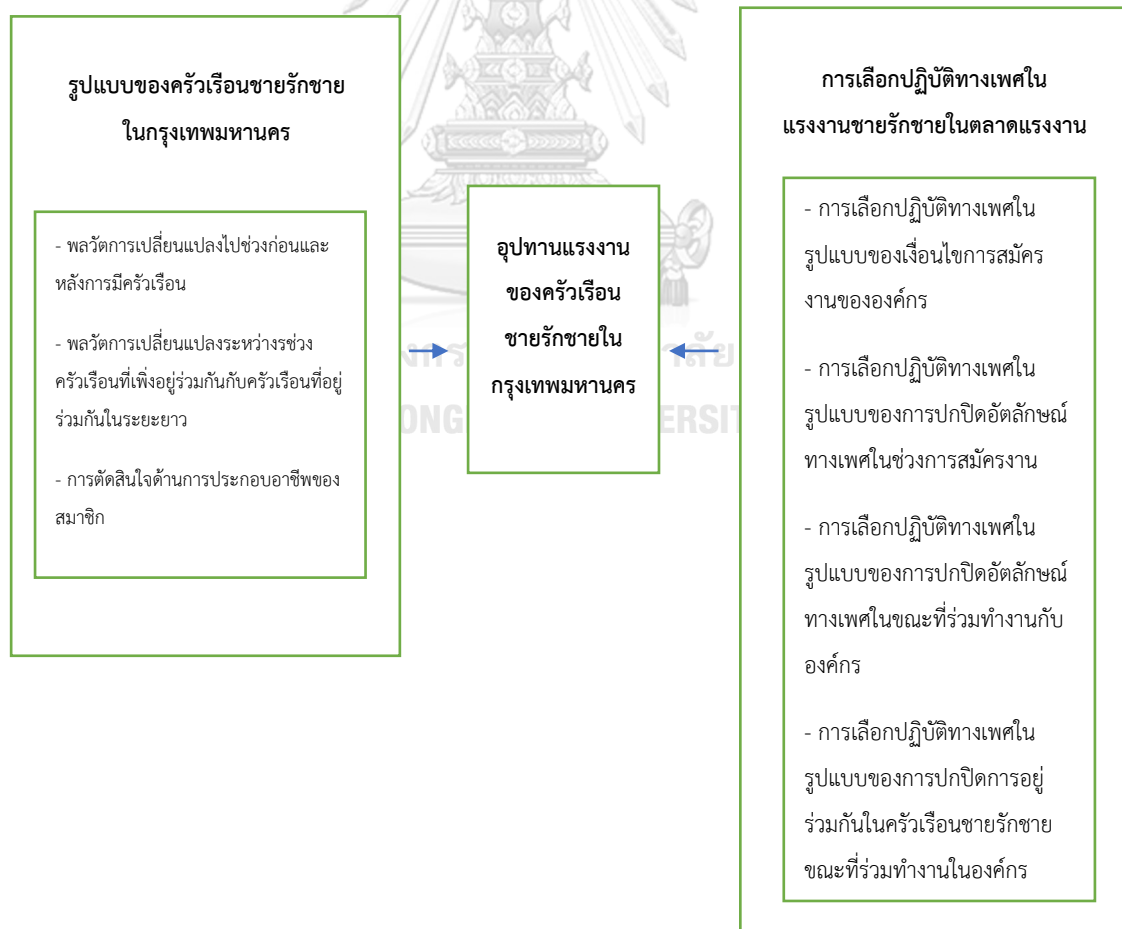 รูปแบบของครัวเรือนชายรักชาย
ในกรุงเทพมหานคร
- พลวัตการเปลี่ยนแปลงไปช่วงก่อนและ
หลังการมีครัวเรือน
- พลวัตการเปลี่ยนแปลงระหว่างรช่วง
ครัวเรือนที่เพิ่งอยู่ร่วมกันกับครัวเรือนที่อยู่
ร่วมกันในระยะยาว
- การตัดสินใจด้านการประกอบอาชีพของ
สมาชิก
อุปทานแรงงาน
ของครัวเรือน
ชายรักชายใน
กรุงเทพมหานคร
การเลือกปฏิบัติทางเพศใน
แรงงานชายรักชายในตลาดแรงงาน
- การเลือกปฏิบัติทางเพศใน
รูปแบบของเงื่อนไขการสมัคร
งานขององค์กร
- การเลือกปฏิบัติทางเพศใน
รูปแบบของการปกปิดอัตลักษณ์
ทางเพศในช่วงการสมัครงาน
- การเลือกปฏิบัติทางเพศใน
รูปแบบของการปกปิดอัตลักษณ์
ทางเพศในขณะที่ร่วมทำงานกับ
องค์กร
- การเลือกปฏิบัติทางเพศใน
รูปแบบของการปกปิดการอยู่
ร่วมกันในครัวเรือนชายรักชาย
ขณะที่ร่วมทำงานในองค์กร